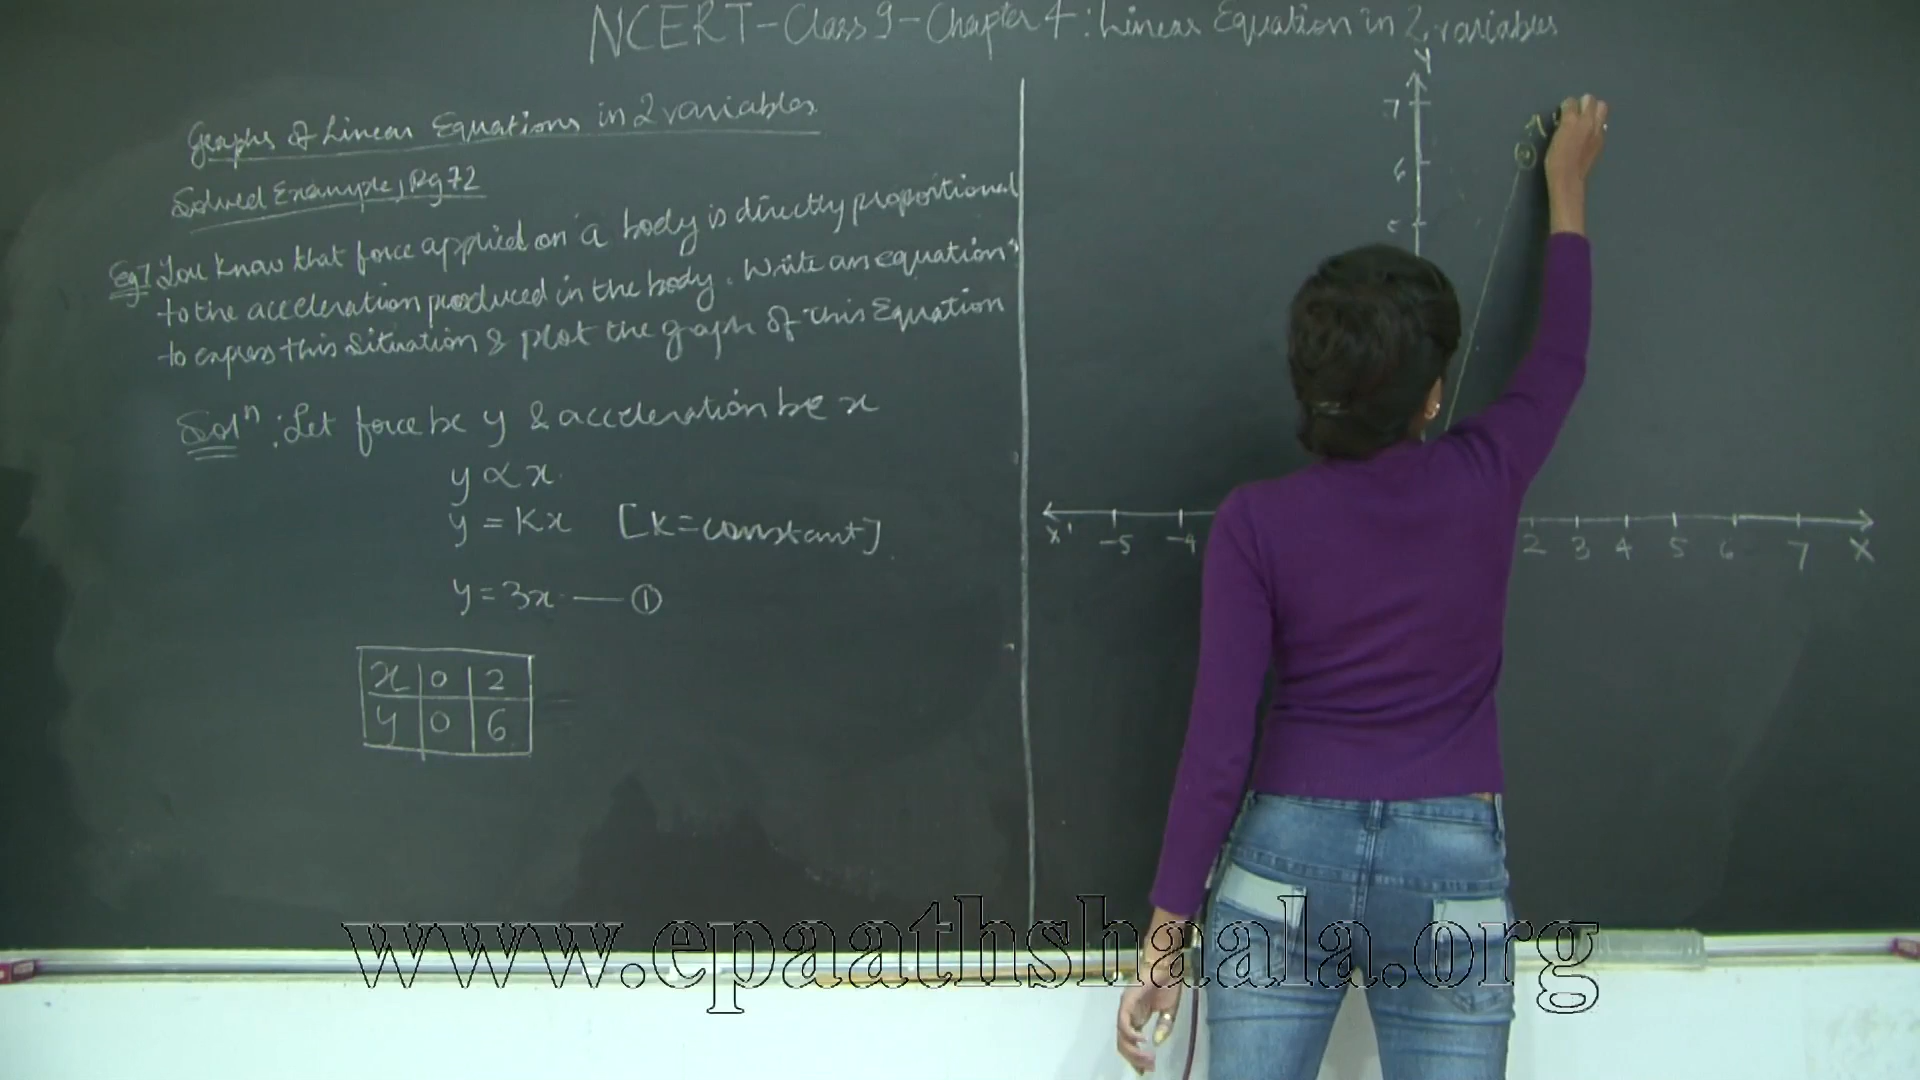 NCERT-Class 9-Chapter 4: Linear Equation in 2 variables
Graphs of Linear Equations in 2 variables
Solved Example, Pg 72
Eg 7 You know that force applied on a body is directly proportional
to the acceleration produced in the body. Write an equation
to express this situation & plot the graph of this Equation
Solⁿ: Let force be y & acceleration be x
y ∝ x
y = Kx [K=constant]
y = 3x — ①
x 0 2
y 0 6
Y
7
6
X' -5 -4 2 3 4 5 6 7 X
www.epaathshaala.org